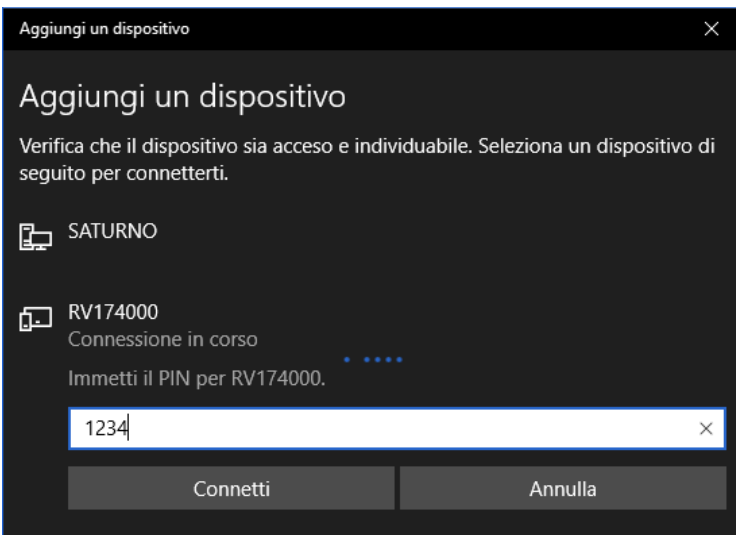 Aggiungi un dispositivo
Aggiungi un dispositivo
Verifica che il dispositivo sia acceso e individuabile. Seleziona un dispositivo di
seguito per connetterti.
SATURNO
RV174000
Connessione in corso
Immetti il PIN per RV174000.
1234
Connetti
Annulla